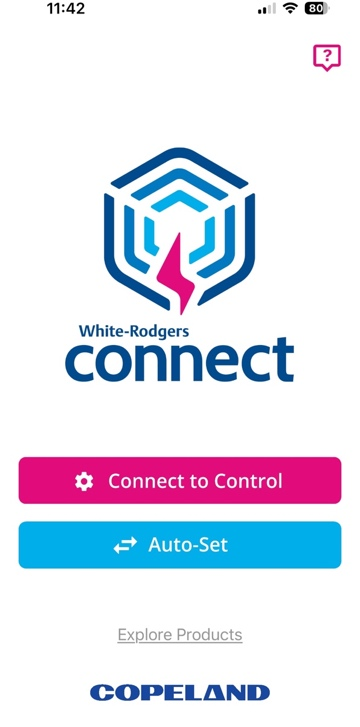 11:42
80
?
White-Rodgers
connect
Connect to Control
Auto-Set
Explore Products
COPELAND